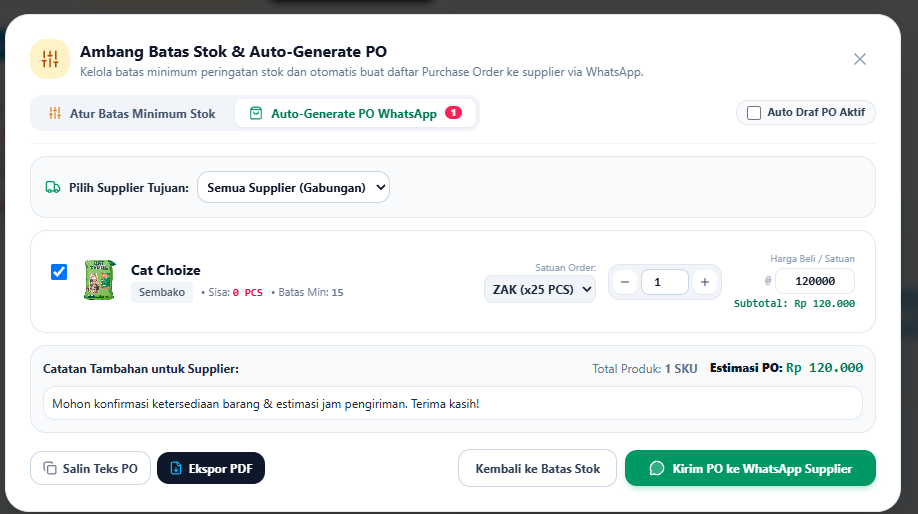 Ambang Batas Stok & Auto-Generate PO
Kelola batas minimum peringatan stok dan otomatis buat daftar Purchase Order ke supplier via WhatsApp.
Atur Batas Minimum Stok
Auto-Generate PO WhatsApp 1
Auto Draf PO Aktif
Pilih Supplier Tujuan: Semua Supplier (Gabungan)
Cat Choize
Sembako • Sisa: 0 PCS • Batas Min: 15
Satuan Order:
ZAK (x25 PCS)
− 1 +
Harga Beli / Satuan
@ 120000
Subtotal: Rp 120.000
Catatan Tambahan untuk Supplier:
Total Produk: 1 SKU Estimasi PO: Rp 120.000
Mohon konfirmasi ketersediaan barang & estimasi jam pengiriman. Terima kasih!
Salin Teks PO
Ekspor PDF
Kembali ke Batas Stok
Kirim PO ke WhatsApp Supplier